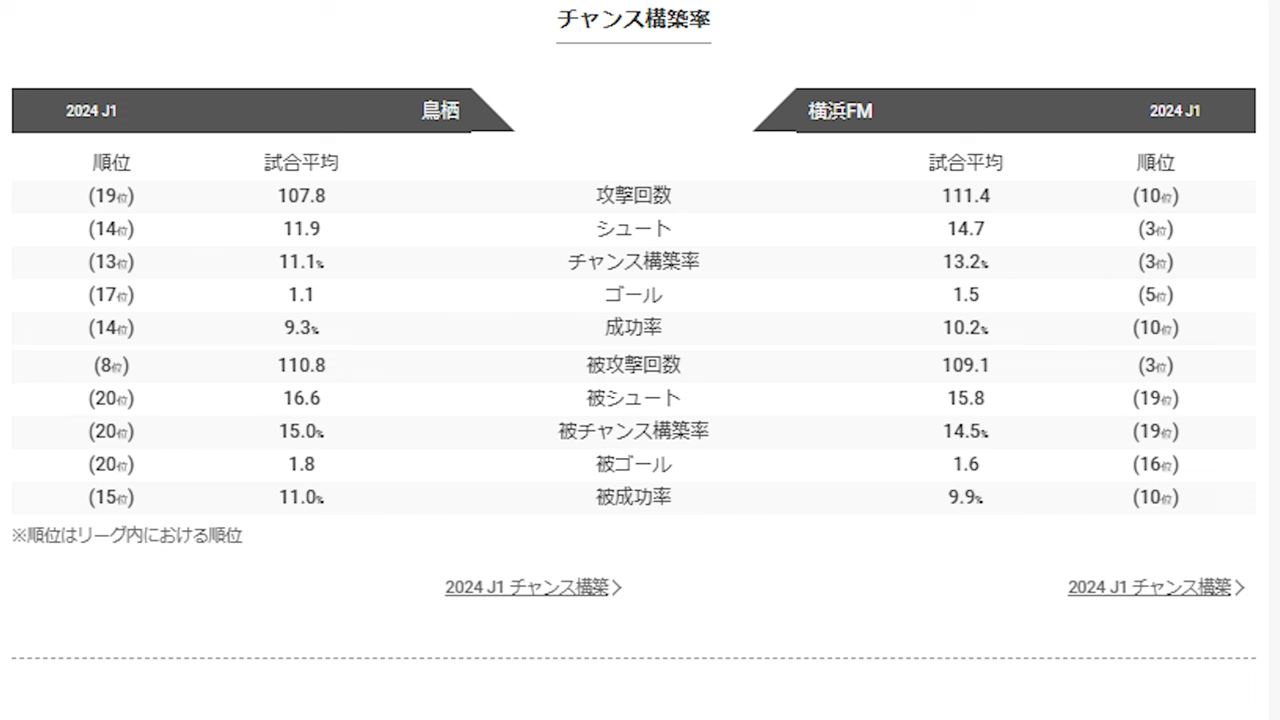 チャンス構築率
2024 J1 鳥栖 横浜FM 2024 J1
順位 試合平均 試合平均 順位
(19位) 107.8 攻撃回数 111.4 (10位)
(14位) 11.9 シュート 14.7 (3位)
(13位) 11.1% チャンス構築率 13.2% (3位)
(17位) 1.1 ゴール 1.5 (5位)
(14位) 9.3% 成功率 10.2% (10位)
(8位) 110.8 被攻撃回数 109.1 (3位)
(20位) 16.6 被シュート 15.8 (19位)
(20位) 15.0% 被チャンス構築率 14.5% (19位)
(20位) 1.8 被ゴール 1.6 (16位)
(15位) 11.0% 被成功率 9.9% (10位)
※順位はリーグ内における順位
2024 J1 チャンス構築 2024 J1 チャンス構築